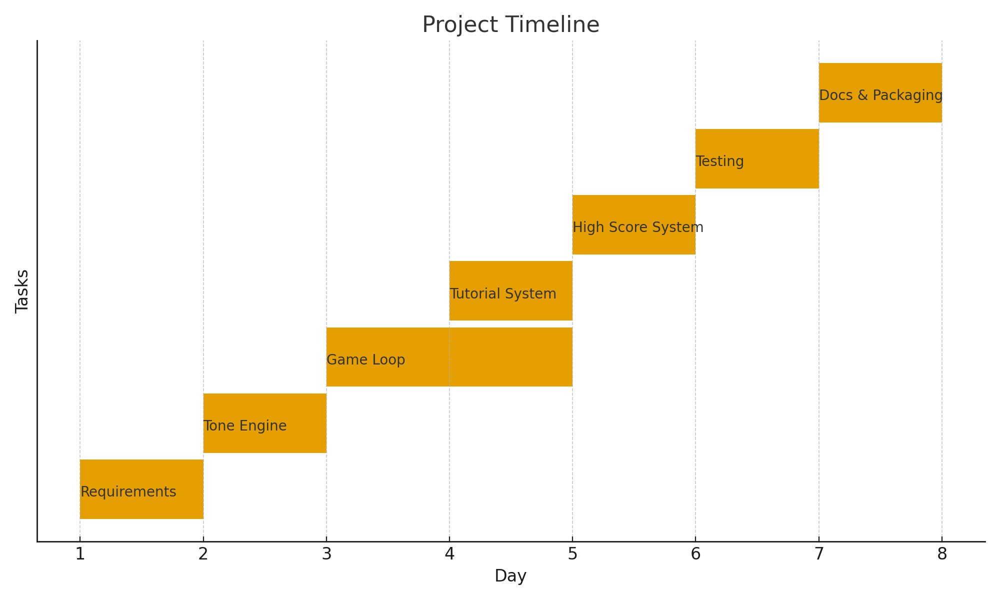 Project Timeline
Docs & Packaging
Testing
High Score System
Tutorial System
Game Loop
Tone Engine
Requirements
Tasks
1 2 3 4 5 6 7 8
Day